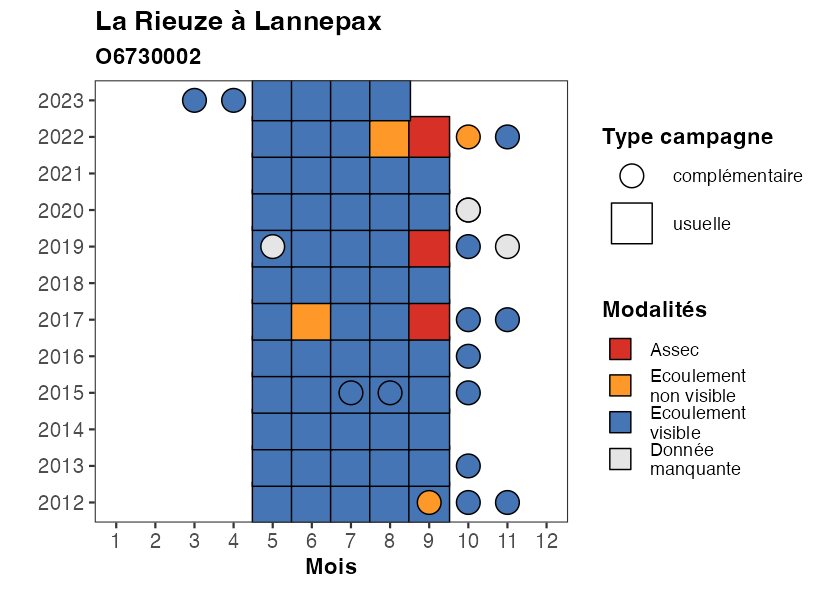 La Rieuze à Lannepax
O6730002
2023
2022
2021
2020
2019
2018
2017
2016
2015
2014
2013
2012
1 2 3 4 5 6 7 8 9 10 11 12
Mois
Type campagne
complémentaire
usuelle
Modalités
Assec
Ecoulement
non visible
Ecoulement
visible
Donnée
manquante